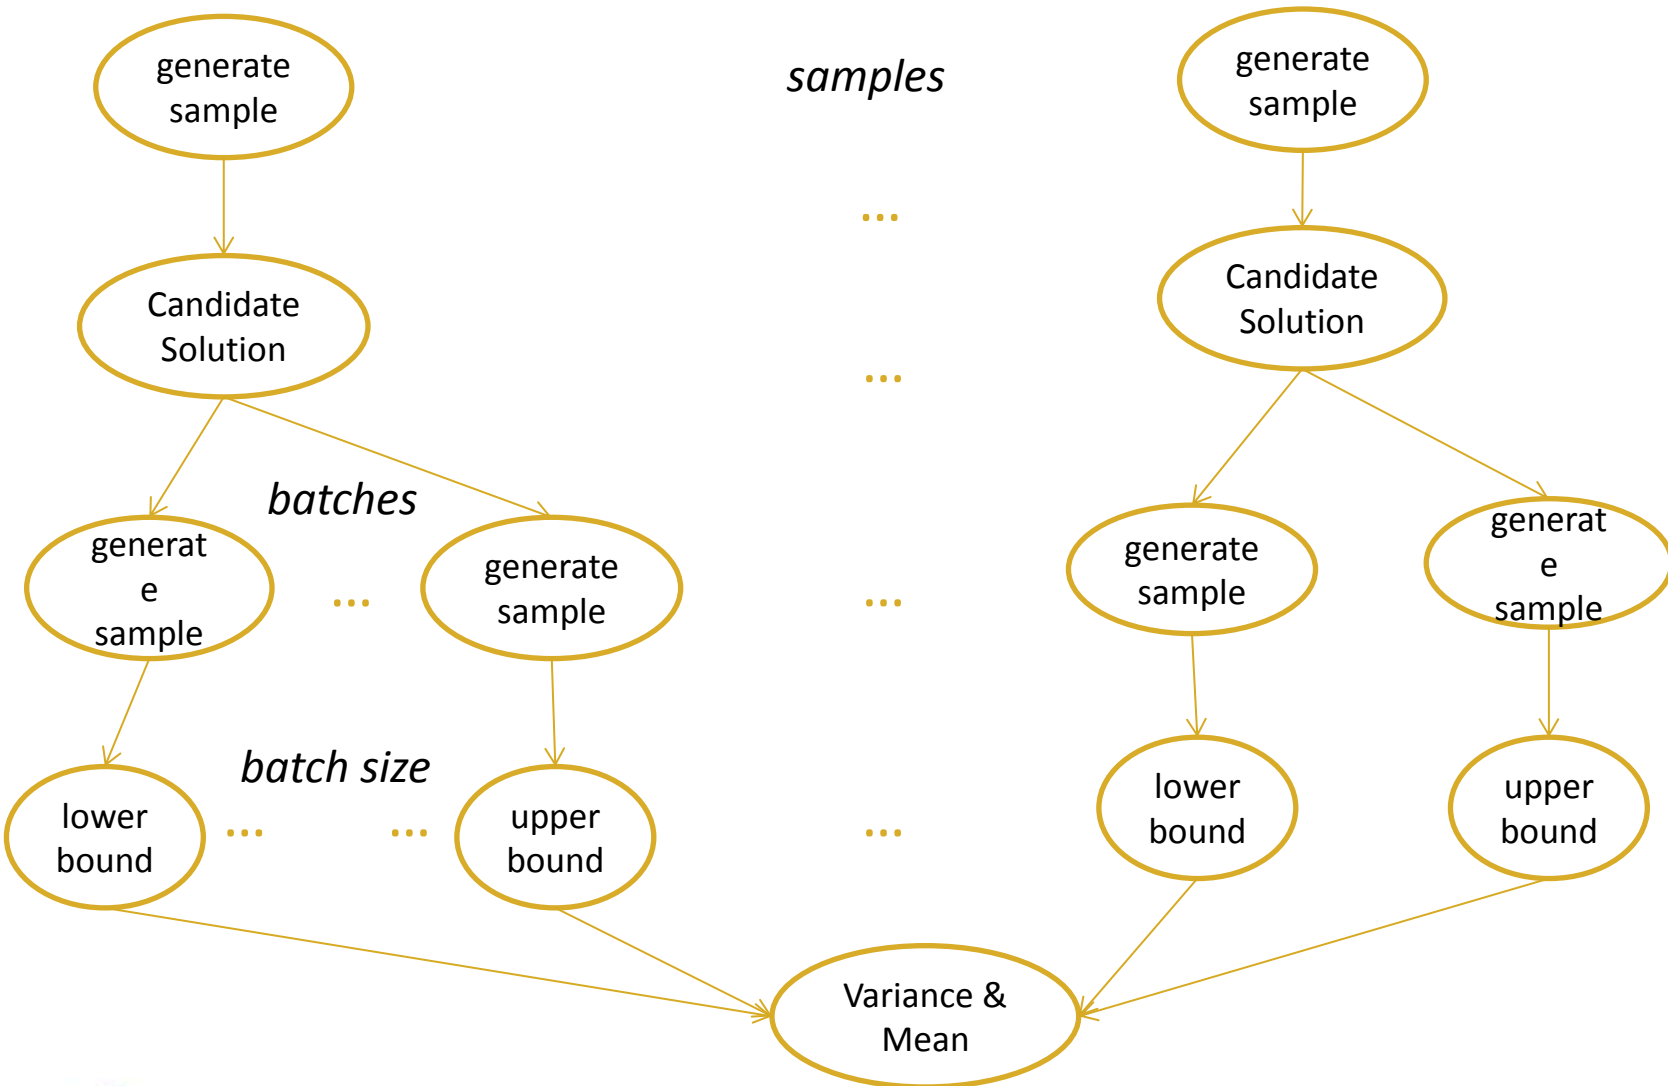 generate
sample
samples
generate
sample
...
Candidate
Solution
Candidate
Solution
...
batches
generat
e
sample
...
generate
sample
...
generate
sample
generat
e
sample
batch size
lower
bound
...
...
upper
bound
...
lower
bound
upper
bound
Variance &
Mean